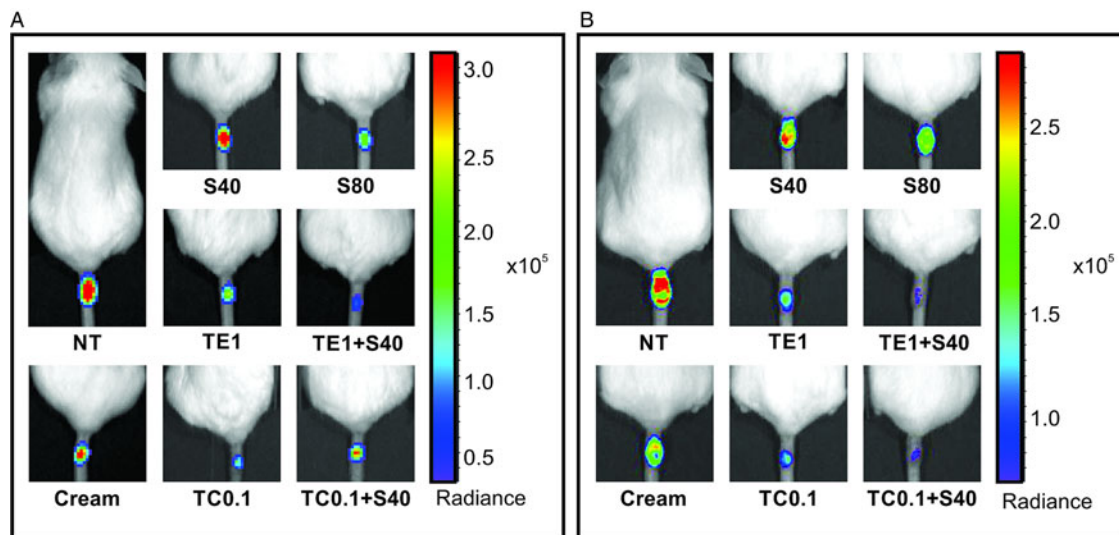 A
S40
S80
NT
TE1
TE1+S40
Cream
TC0.1
TC0.1+S40
3.0
2.5
2.0
1.5
1.0
0.5
x10⁵
Radiance
B
S40
S80
NT
TE1
TE1+S40
Cream
TC0.1
TC0.1+S40
2.5
2.0
1.5
1.0
x10⁵
Radiance